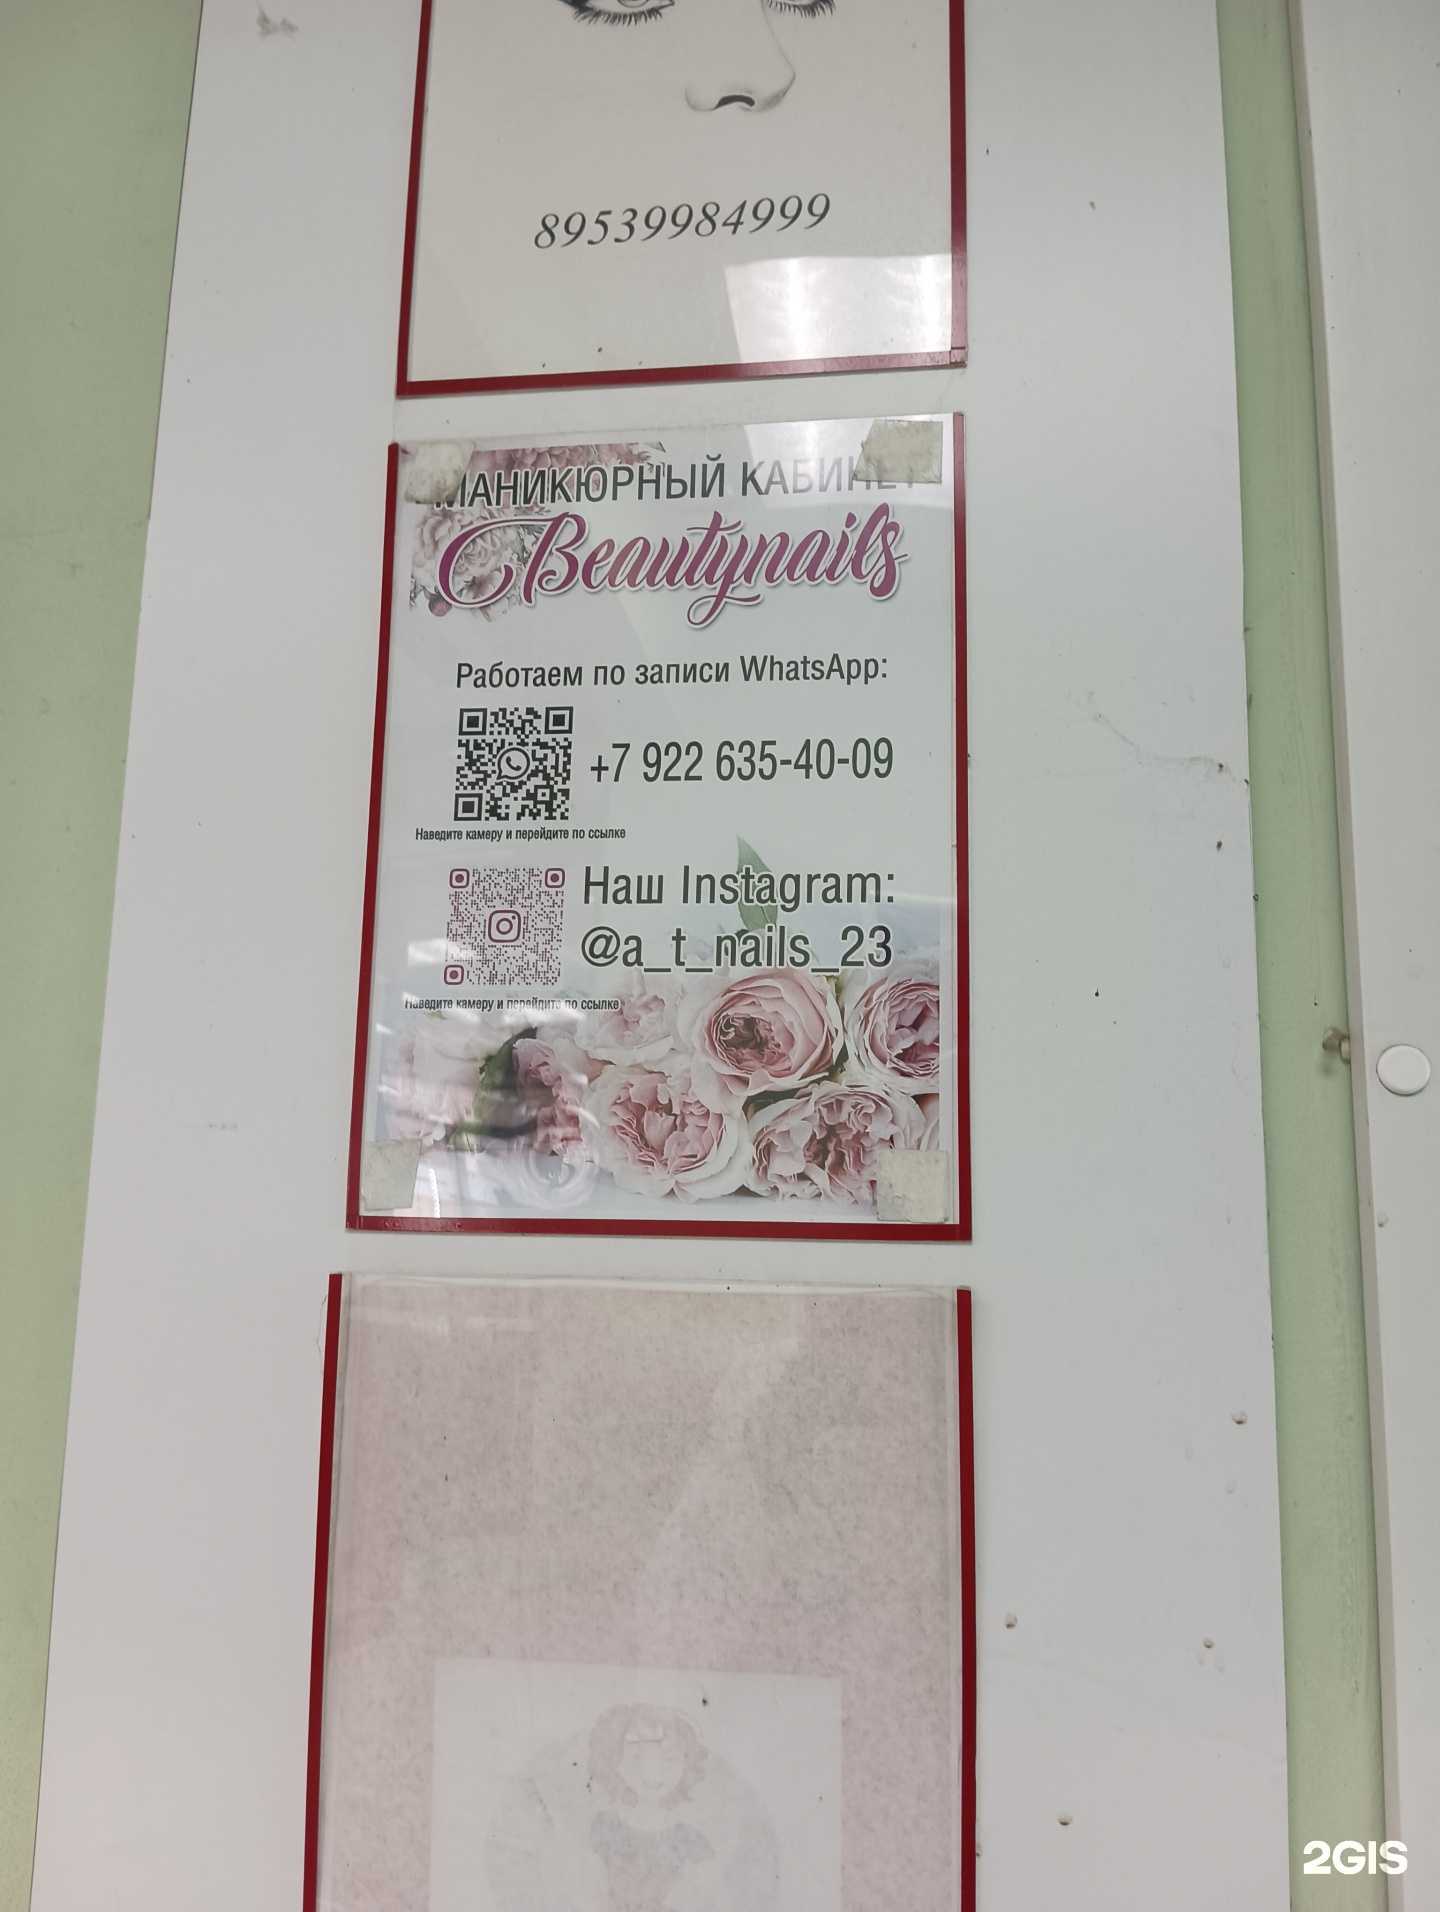 89539984999
МАНИКЮРНЫЙ КАБИНЕТ
Beautynails
Работаем по записи WhatsApp:
+7 922 635-40-09
Наведите камеру и перейдите по ссылке
Наш Instagram:
@a_t_nails_23
Наведите камеру и перейдите по ссылке
2GIS